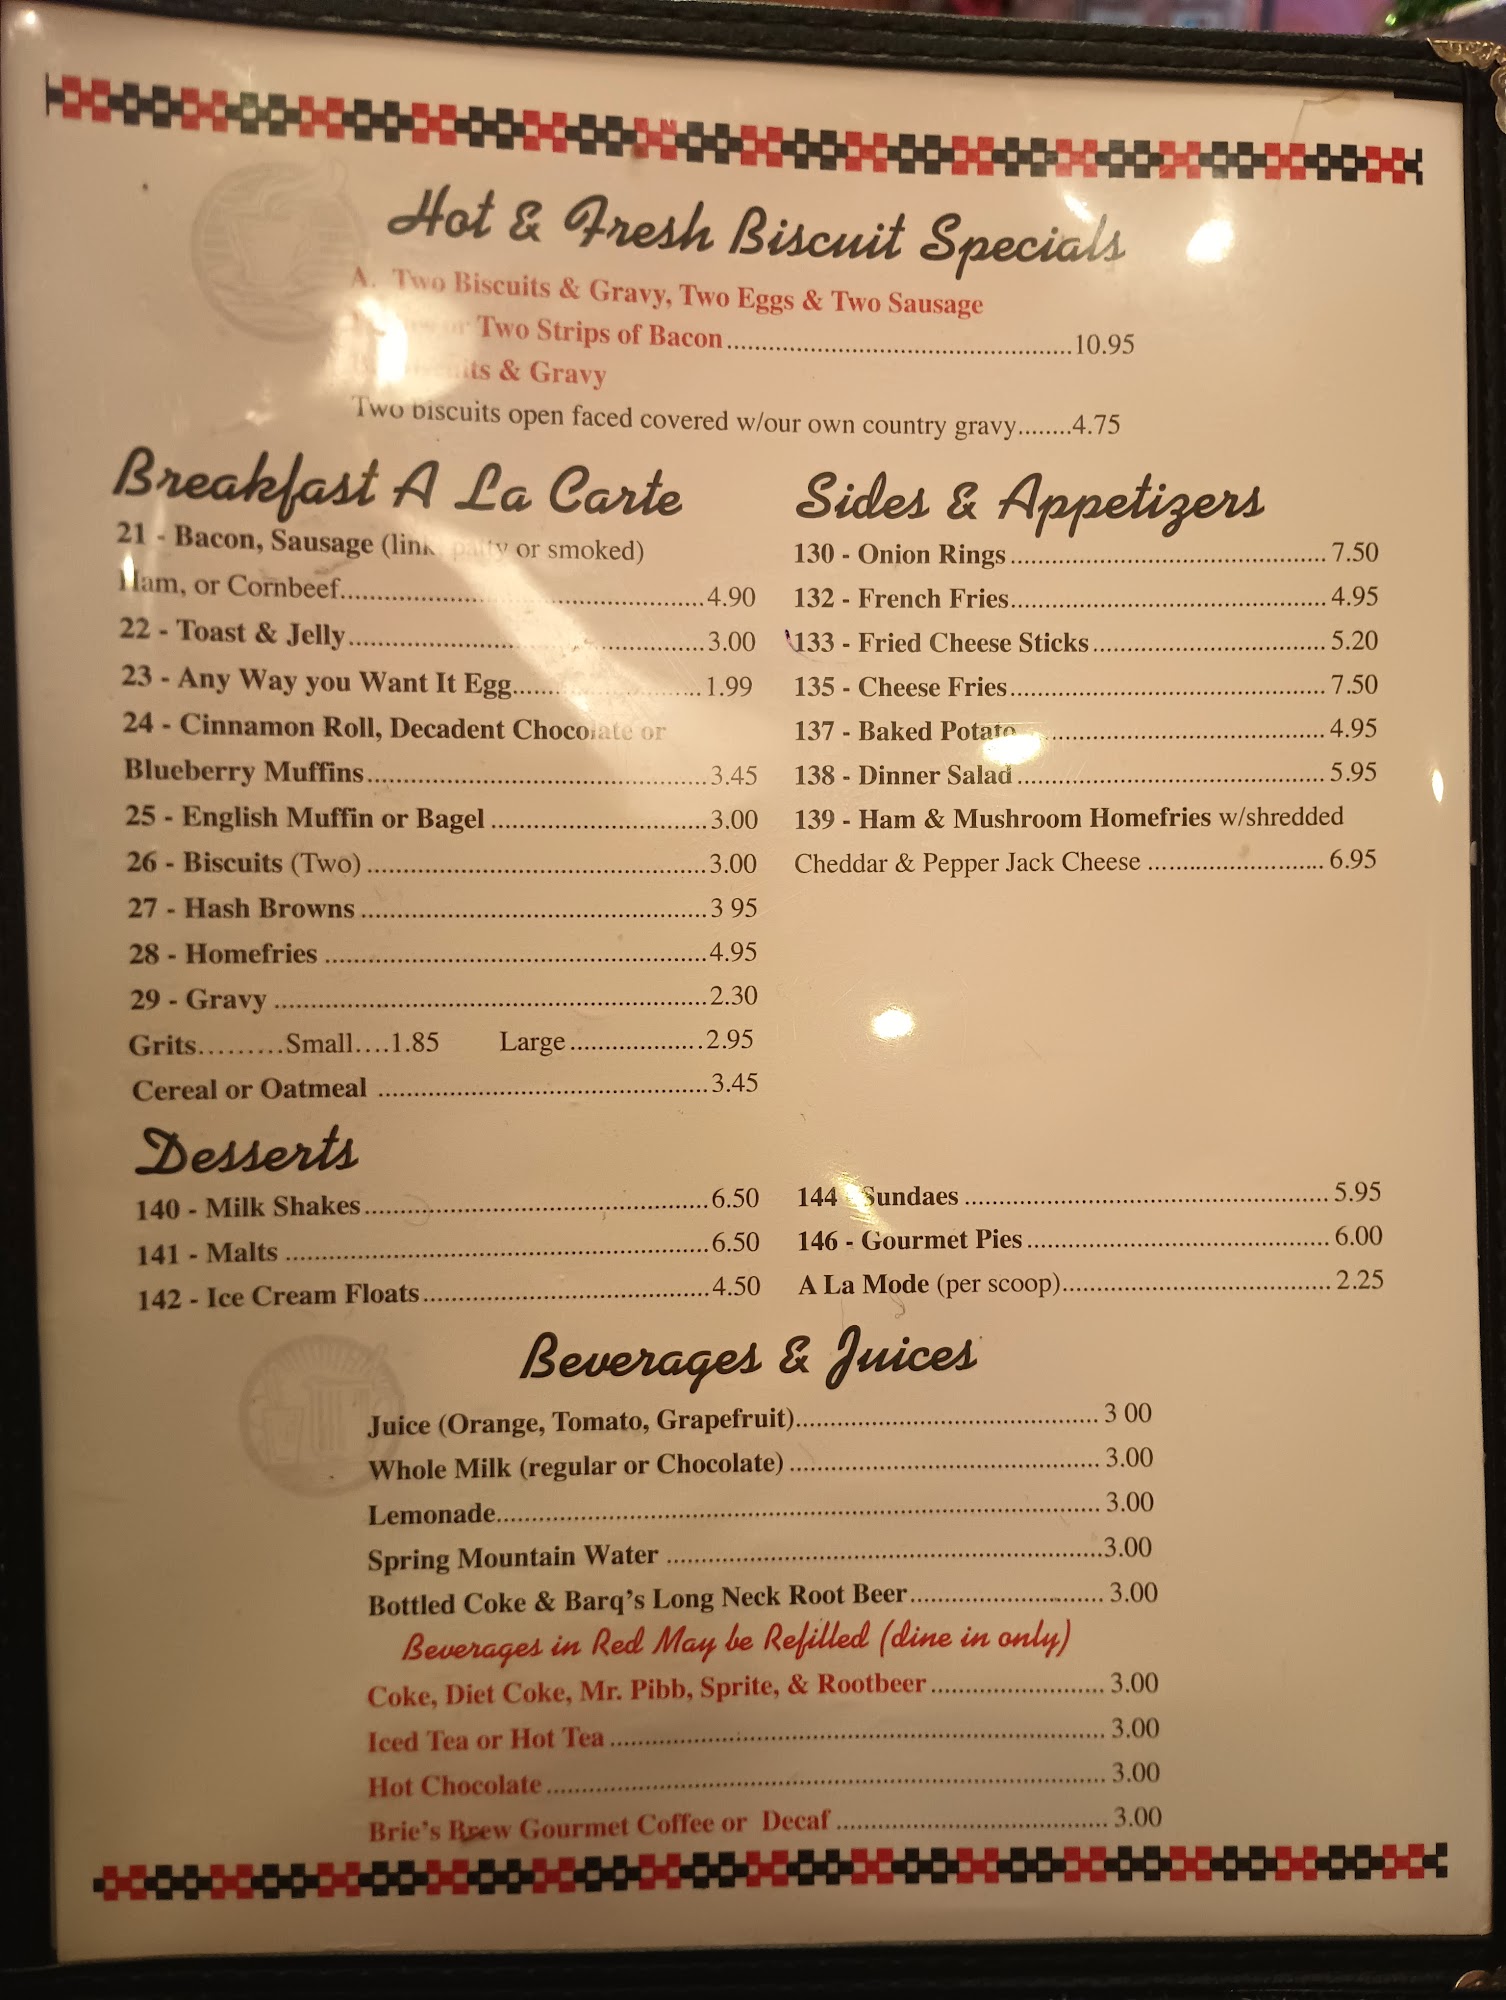 Hot & Fresh Biscuit Specials
A. Two Biscuits & Gravy, Two Eggs & Two Sausage
or Two Strips of Bacon..........10.95
& Gravy
Two biscuits open faced covered w/our own country gravy........4.75
Breakfast A La Carte
21 - Bacon, Sausage (link, patty or smoked)
Ham, or Cornbeef..........4.90
22 - Toast & Jelly..........3.00
23 - Any Way you Want It Egg..........1.99
24 - Cinnamon Roll, Decadent Chocolate or
Blueberry Muffins..........3.45
25 - English Muffin or Bagel..........3.00
26 - Biscuits (Two)..........3.00
27 - Hash Browns..........3 95
28 - Homefries..........4.95
29 - Gravy..........2.30
Grits.........Small....1.85 Large..........2.95
Cereal or Oatmeal..........3.45
Sides & Appetizers
130 - Onion Rings..........7.50
132 - French Fries..........4.95
133 - Fried Cheese Sticks..........5.20
135 - Cheese Fries..........7.50
137 - Baked Potato..........4.95
138 - Dinner Salad..........5.95
139 - Ham & Mushroom Homefries w/shredded
Cheddar & Pepper Jack Cheese..........6.95
Desserts
140 - Milk Shakes..........6.50
141 - Malts..........6.50
142 - Ice Cream Floats..........4.50
144 - Sundaes..........5.95
146 - Gourmet Pies..........6.00
A La Mode (per scoop)..........2.25
Beverages & Juices
Juice (Orange, Tomato, Grapefruit)..........3 00
Whole Milk (regular or Chocolate)..........3.00
Lemonade..........3.00
Spring Mountain Water..........3.00
Bottled Coke & Barq's Long Neck Root Beer..........3.00
Beverages in Red May be Refilled (dine in only)
Coke, Diet Coke, Mr. Pibb, Sprite, & Rootbeer..........3.00
Iced Tea or Hot Tea..........3.00
Hot Chocolate..........3.00
Brie's Brew Gourmet Coffee or Decaf..........3.00